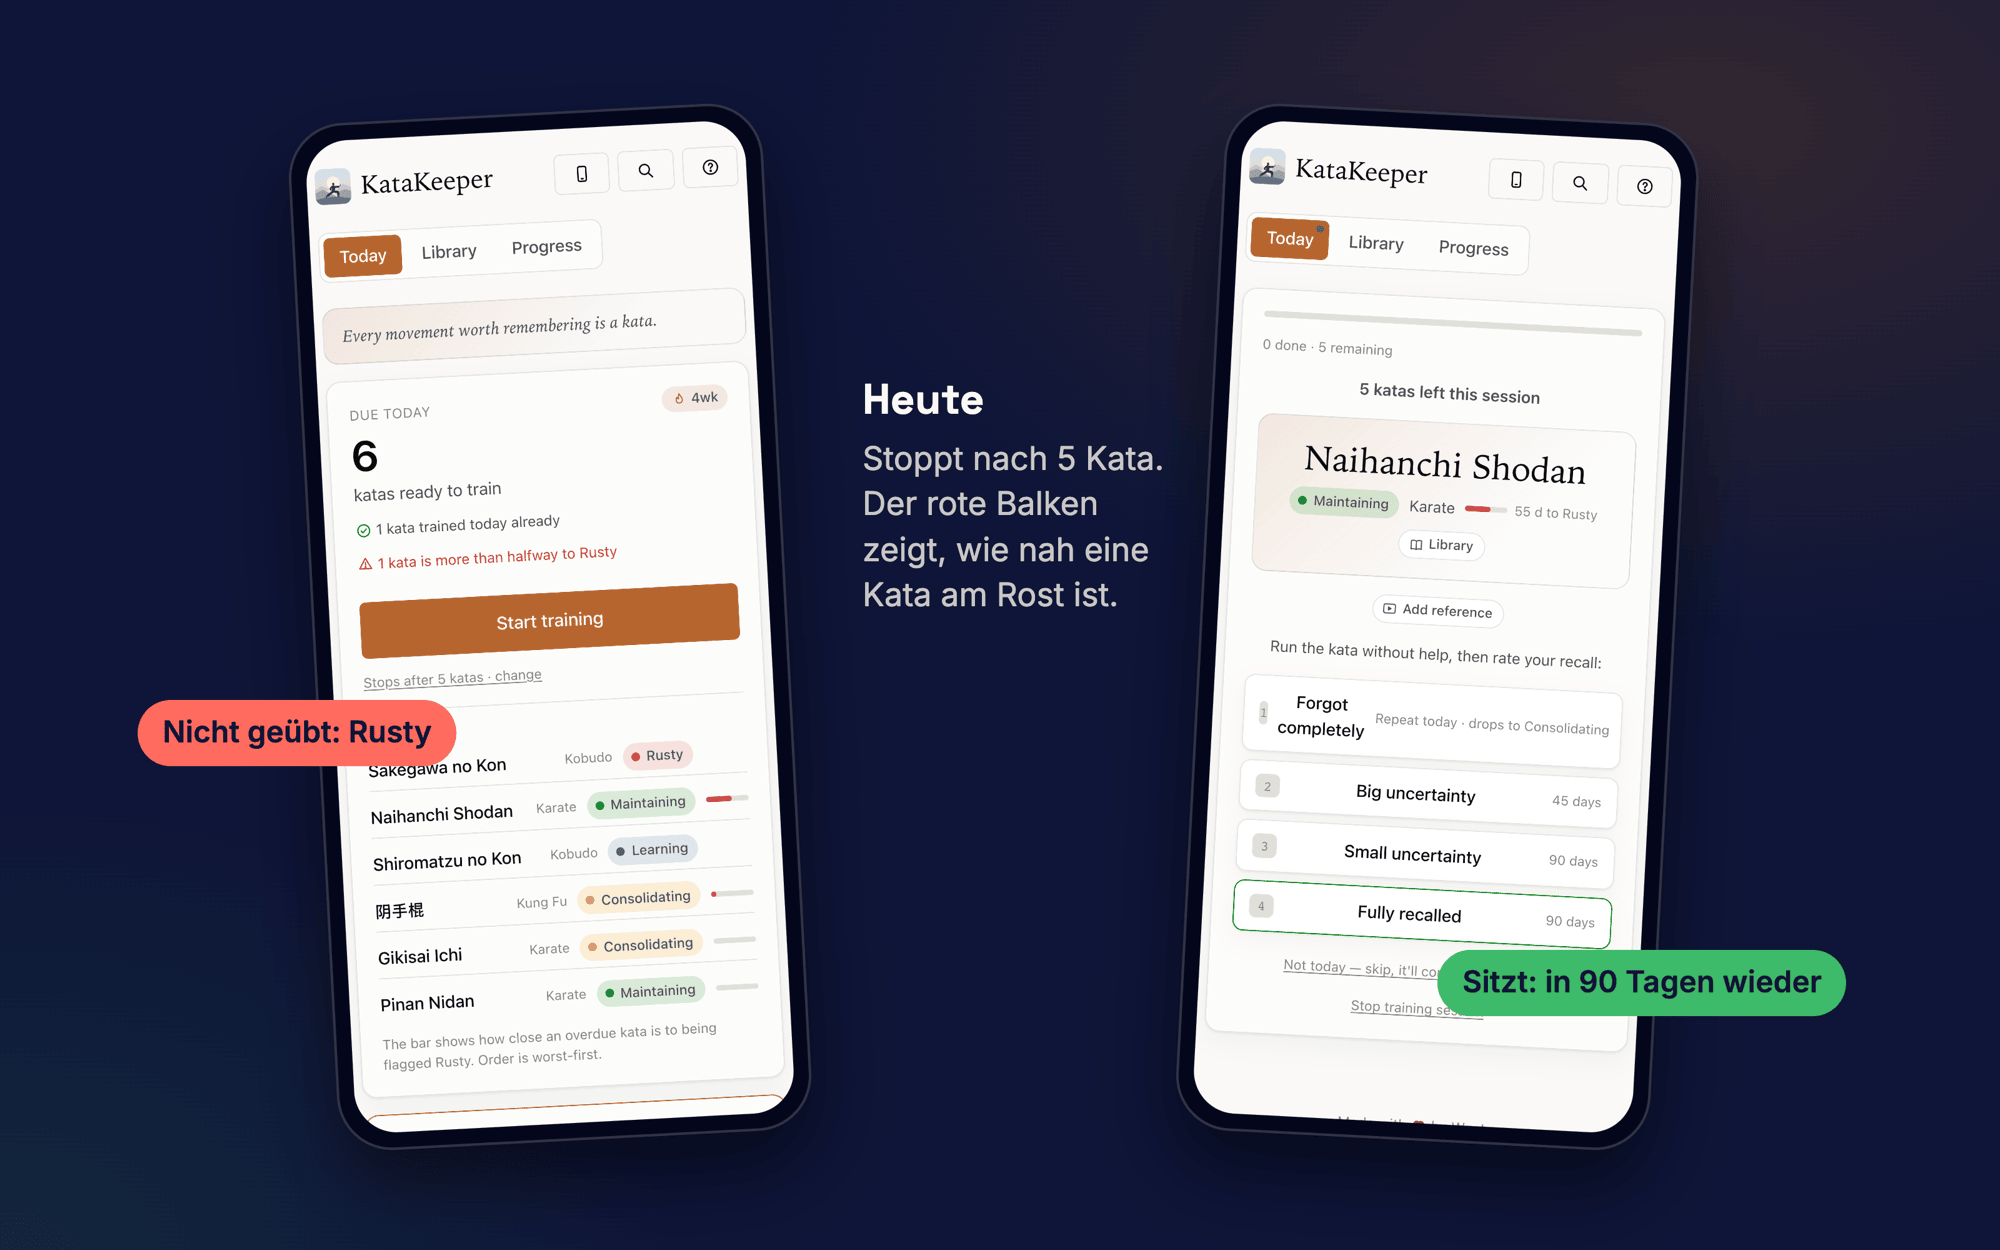 KataKeeper
Today Library Progress
Every movement worth remembering is a kata.
DUE TODAY
4wk
6
katas ready to train
1 kata trained today already
1 kata is more than halfway to Rusty
Start training
Stops after 5 katas · change
Nicht geübt: Rusty
Sakegawa no Kon Kobudo Rusty
Naihanchi Shodan Karate Maintaining
Shiromatzu no Kon Kobudo Learning
阴手棍 Kung Fu Consolidating
Gikisai Ichi Karate Consolidating
Pinan Nidan Karate Maintaining
The bar shows how close an overdue kata is to being
flagged Rusty. Order is worst-first.
Heute
Stoppt nach 5 Kata.
Der rote Balken
zeigt, wie nah eine
Kata am Rost ist.
KataKeeper
Today Library Progress
0 done · 5 remaining
5 katas left this session
Naihanchi Shodan
Maintaining Karate 55 d to Rusty
Library
Add reference
Run the kata without help, then rate your recall:
1 Forgot
completely Repeat today · drops to Consolidating
2 Big uncertainty 45 days
3 Small uncertainty 90 days
4 Fully recalled 90 days
Not today — skip, it'll
Sitzt: in 90 Tagen wieder
Stop training